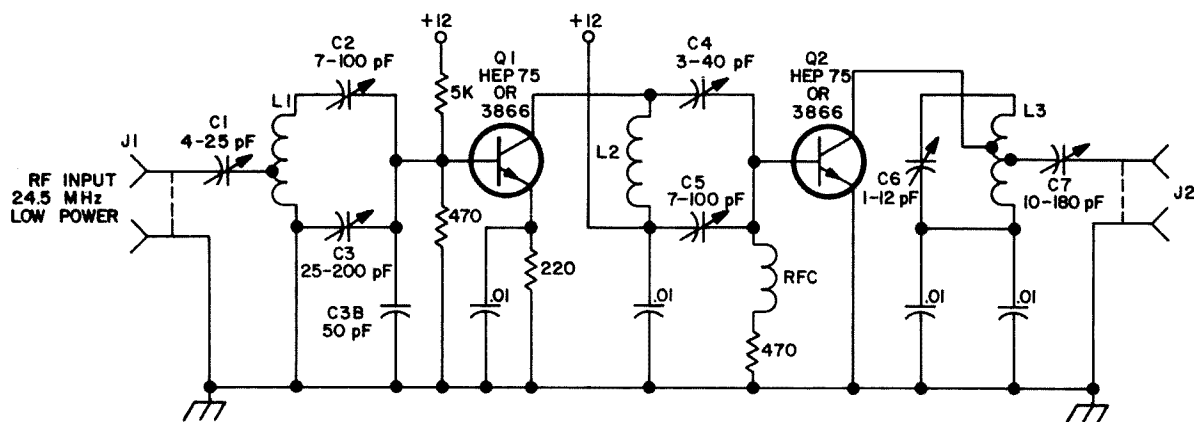 +12
+12
C2
7-100 pF
Q1
HEP 75
OR
3866
C4
3-40 pF
Q2
HEP 75
OR
3866
5K
L1
C1
4-25 pF
J1
RF INPUT
24.5 MHz
LOW POWER
L2
L3
C5
7-100 pF
C6
1-12 pF
C7
10-180 pF
J2
C3
25-200 pF
470
C3B
50 pF
.01
220
.01
RFC
470
.01
.01